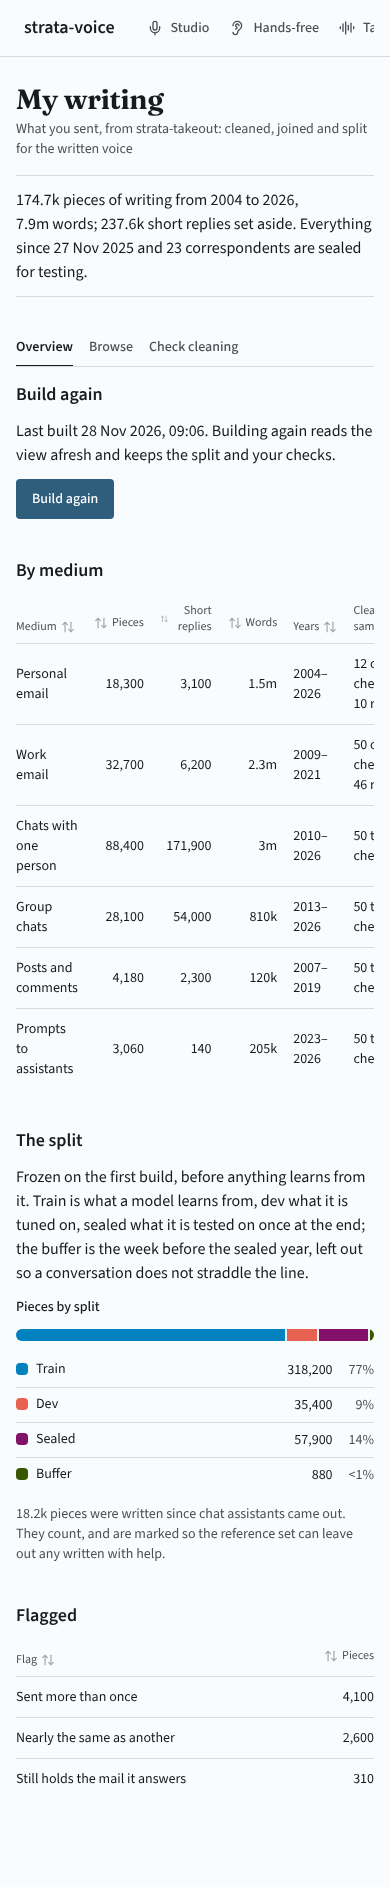 strata-voice Studio Hands-free
My writing
What you sent, from strata-takeout: cleaned, joined and split
for the written voice
174.7k pieces of writing from 2004 to 2026,
7.9m words; 237.6k short replies set aside. Everything
since 27 Nov 2025 and 23 correspondents are sealed
for testing.
Overview Browse Check cleaning
Build again
Last built 28 Nov 2026, 09:06. Building again reads the
view afresh and keeps the split and your checks.
Build again
By medium
Short
Medium Pieces replies Words Years
Personal
email 18,300 3,100 1.5m 2004–
2026
12
10
Work
email 32,700 6,200 2.3m 2009–
2021
50
46
Chats with
one
person 88,400 171,900 3m 2010–
2026
50
Group
chats 28,100 54,000 810k 2013–
2026
50
Posts and
comments 4,180 2,300 120k 2007–
2019
50
Prompts
to
assistants 3,060 140 205k 2023–
2026
50
The split
Frozen on the first build, before anything learns from
it. Train is what a model learns from, dev what it is
tuned on, sealed what it is tested on once at the end;
the buffer is the week before the sealed year, left out
so a conversation does not straddle the line.
Pieces by split
Train 318,200 77%
Dev 35,400 9%
Sealed 57,900 14%
Buffer 880 <1%
18.2k pieces were written since chat assistants came out.
They count, and are marked so the reference set can leave
out any written with help.
Flagged
Flag Pieces
Sent more than once 4,100
Nearly the same as another 2,600
Still holds the mail it answers 310